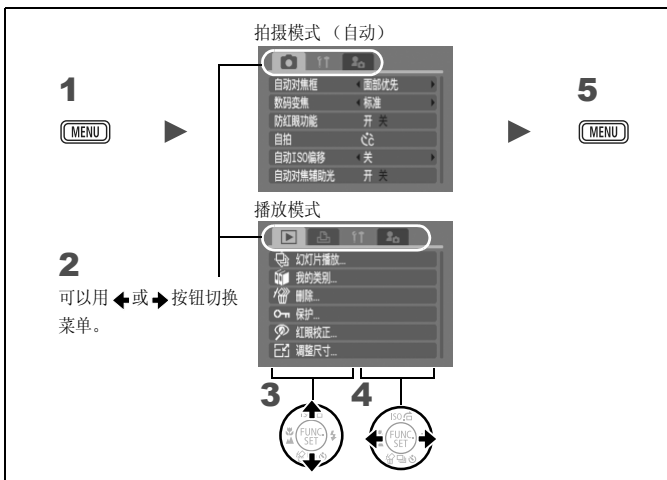 拍摄模式 （自动）
1
MENU
自动对焦框 面部优先
数码变焦 标准
防红眼功能 开 关
自拍
自动ISO偏移 关
自动对焦辅助光 开 关
5
MENU
播放模式
2
可以用 或 按钮切换
菜单。
幻灯片播放...
我的类别...
删除...
保护...
红眼校正...
调整尺寸...
3
4
FUNC.
SET
ISO
FUNC.
SET